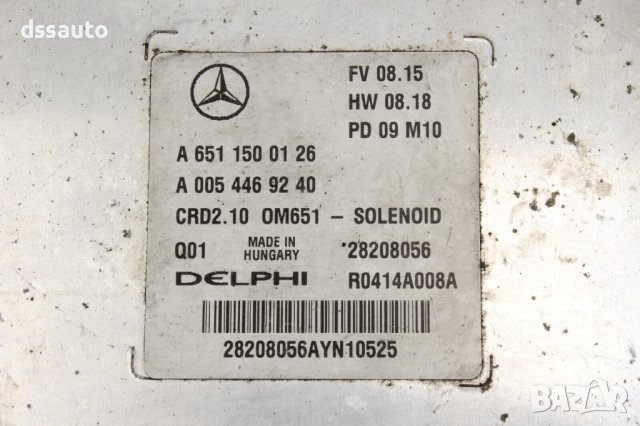 dssauto
FV 08.15
HW 08.18
PD 09 M10
A 651 150 01 26
A 005 446 92 40
CRD2.10 OM651 - SOLENOID
Q01 MADE IN HUNGARY 28208056
DELPHI R0414A008A
28208056AYN10525
BAZAR